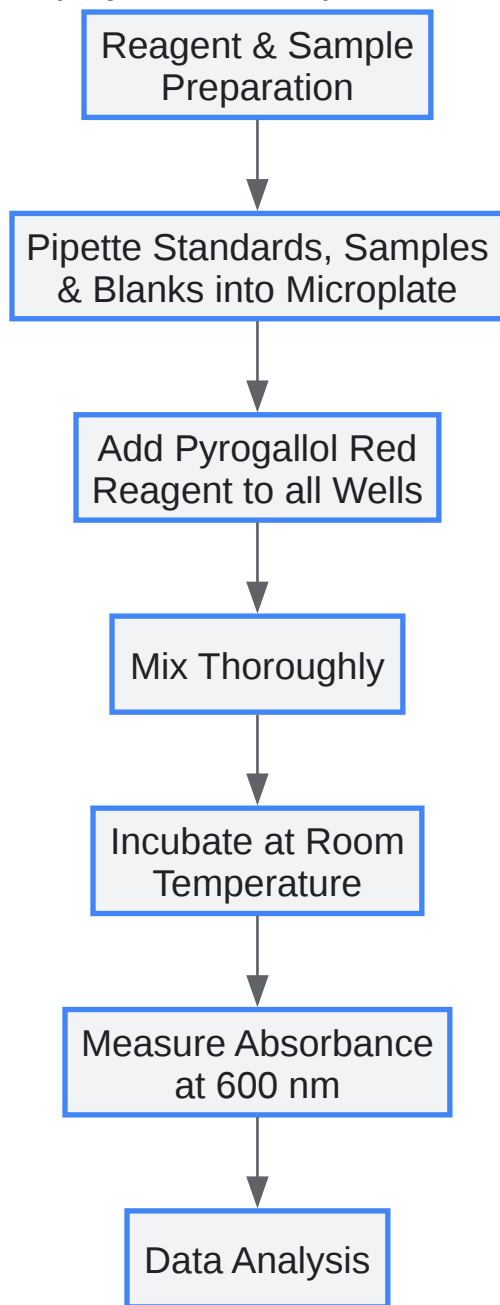 Reagent & Sample
Preparation
Pipette Standards, Samples
& Blanks into Microplate
Add Pyrogallol Red
Reagent to all Wells
Mix Thoroughly
Incubate at Room
Temperature
Measure Absorbance
at 600 nm
Data Analysis